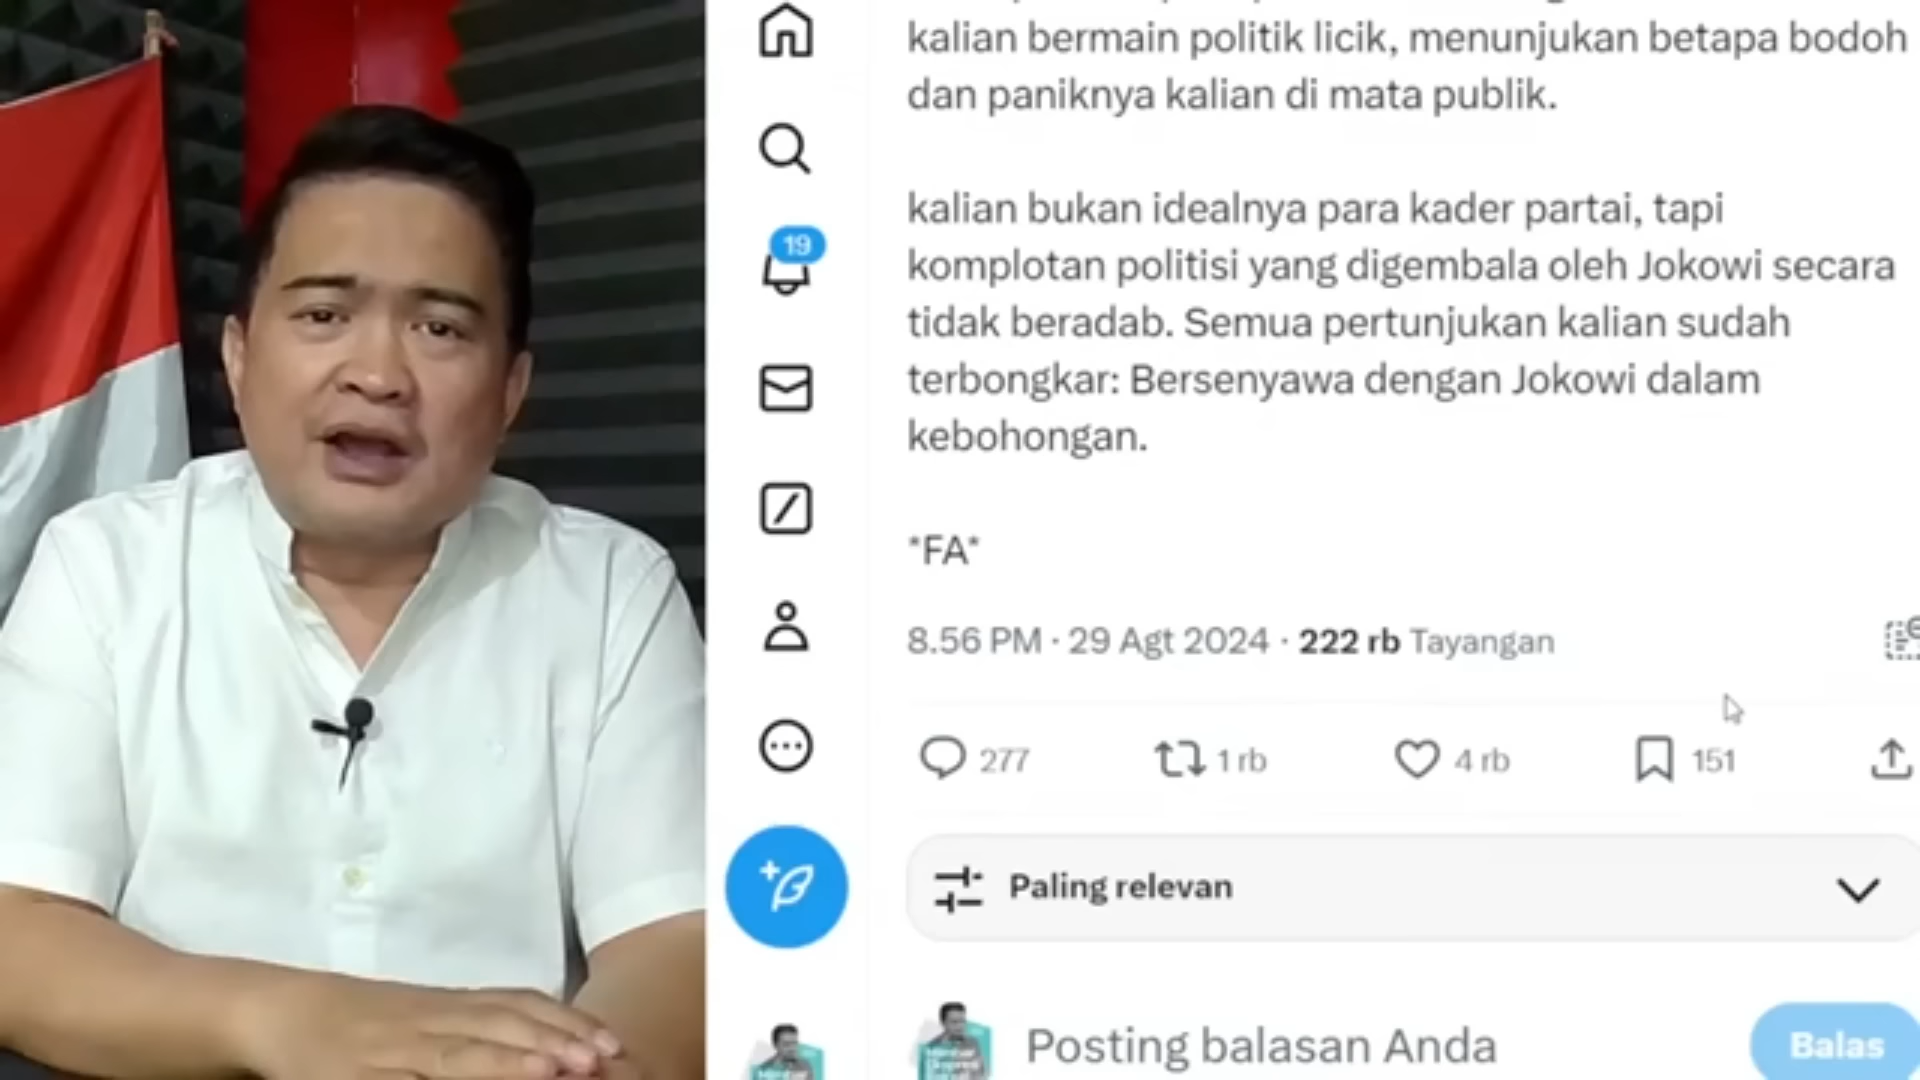 kalian bermain politik licik, menunjukan betapa bodoh
dan paniknya kalian di mata publik.
kalian bukan idealnya para kader partai, tapi
komplotan politisi yang digembala oleh Jokowi secara
tidak beradab. Semua pertunjukan kalian sudah
terbongkar: Bersenyawa dengan Jokowi dalam
kebohongan.
*FA*
8.56 PM · 29 Agt 2024 · 222 rb Tayangan
19
277
1 rb
4 rb
151
Paling relevan
Posting balasan Anda
Balas